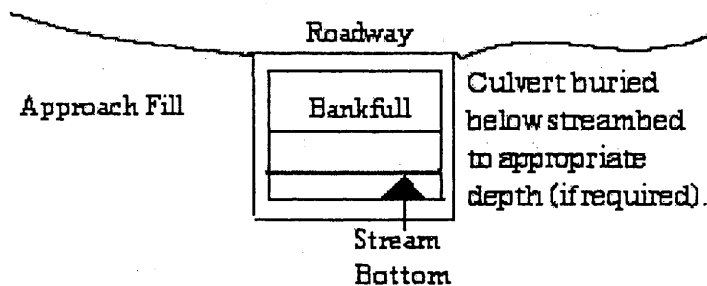 Roadway
Approach Fill
Bankfull
Culvert buried
below streambed
to appropriate
depth (if required).
Stream
Bottom